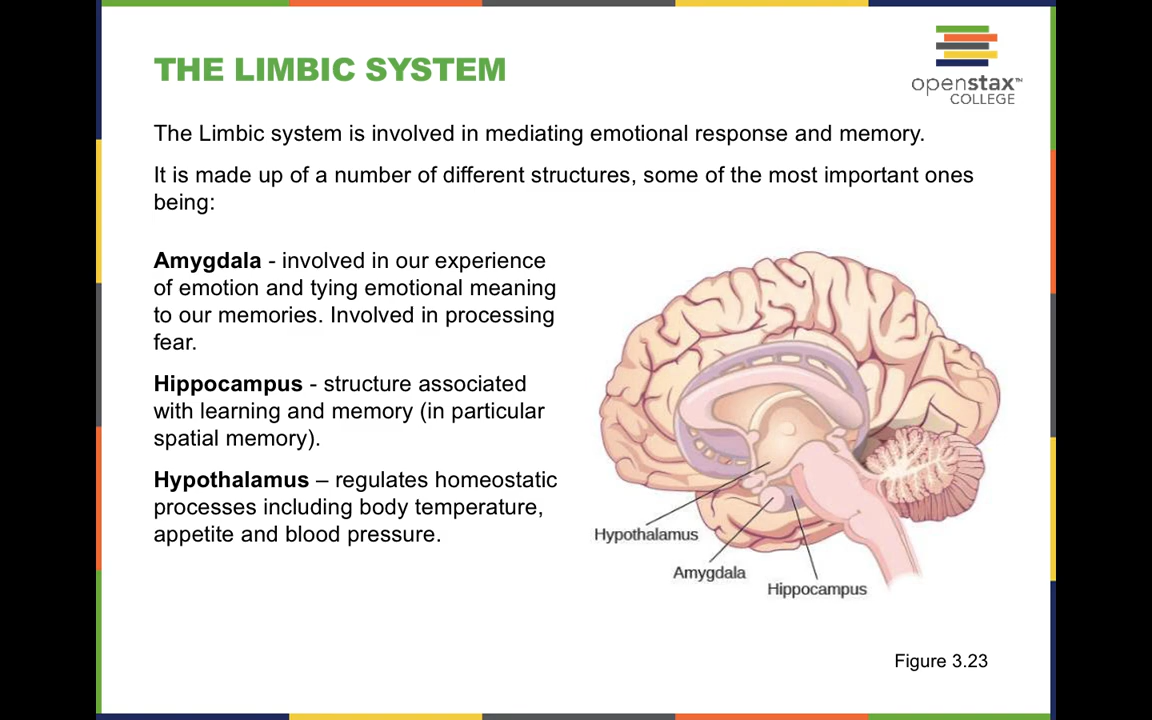 THE LIMBIC SYSTEM
openstax™
COLLEGE
The Limbic system is involved in mediating emotional response and memory.
It is made up of a number of different structures, some of the most important ones
being:
Amygdala - involved in our experience
of emotion and tying emotional meaning
to our memories. Involved in processing
fear.
Hippocampus - structure associated
with learning and memory (in particular
spatial memory).
Hypothalamus – regulates homeostatic
processes including body temperature,
appetite and blood pressure.
Hypothalamus
Amygdala
Hippocampus
Figure 3.23